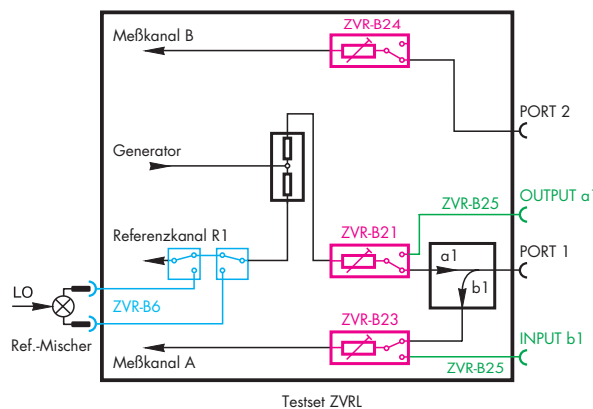 Meßkanal B
ZVR-B24
PORT 2
Generator
ZVR-B25
OUTPUT a1
Referenzkanal R1
ZVR-B21
a1
PORT 1
b1
LO
ZVR-B6
ZVR-B23
Ref.-Mischer
INPUT b1
Meßkanal A
ZVR-B25
Testset ZVRL